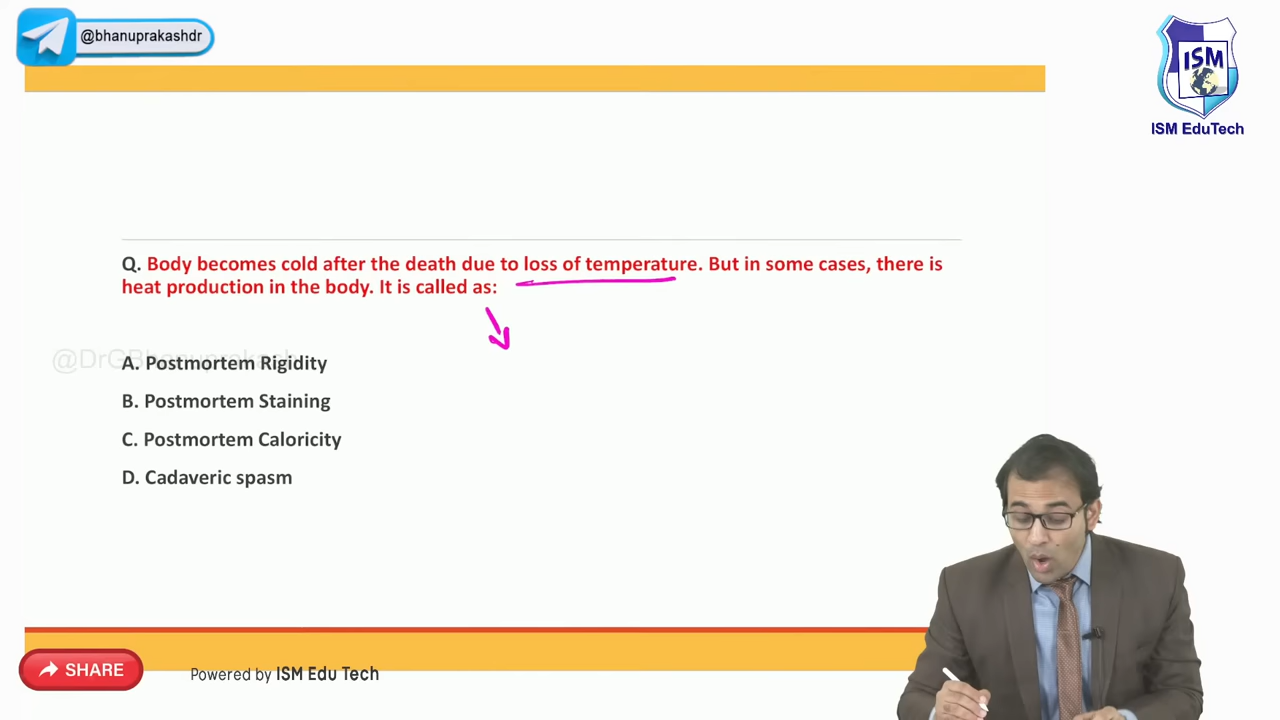 @bhanuprakashdr
ISM
ISM EduTech
Q. Body becomes cold after the death due to loss of temperature. But in some cases, there is
heat production in the body. It is called as:
@DrGBhanuprakash
A. Postmortem Rigidity
B. Postmortem Staining
C. Postmortem Caloricity
D. Cadaveric spasm
SHARE
Powered by ISM Edu Tech